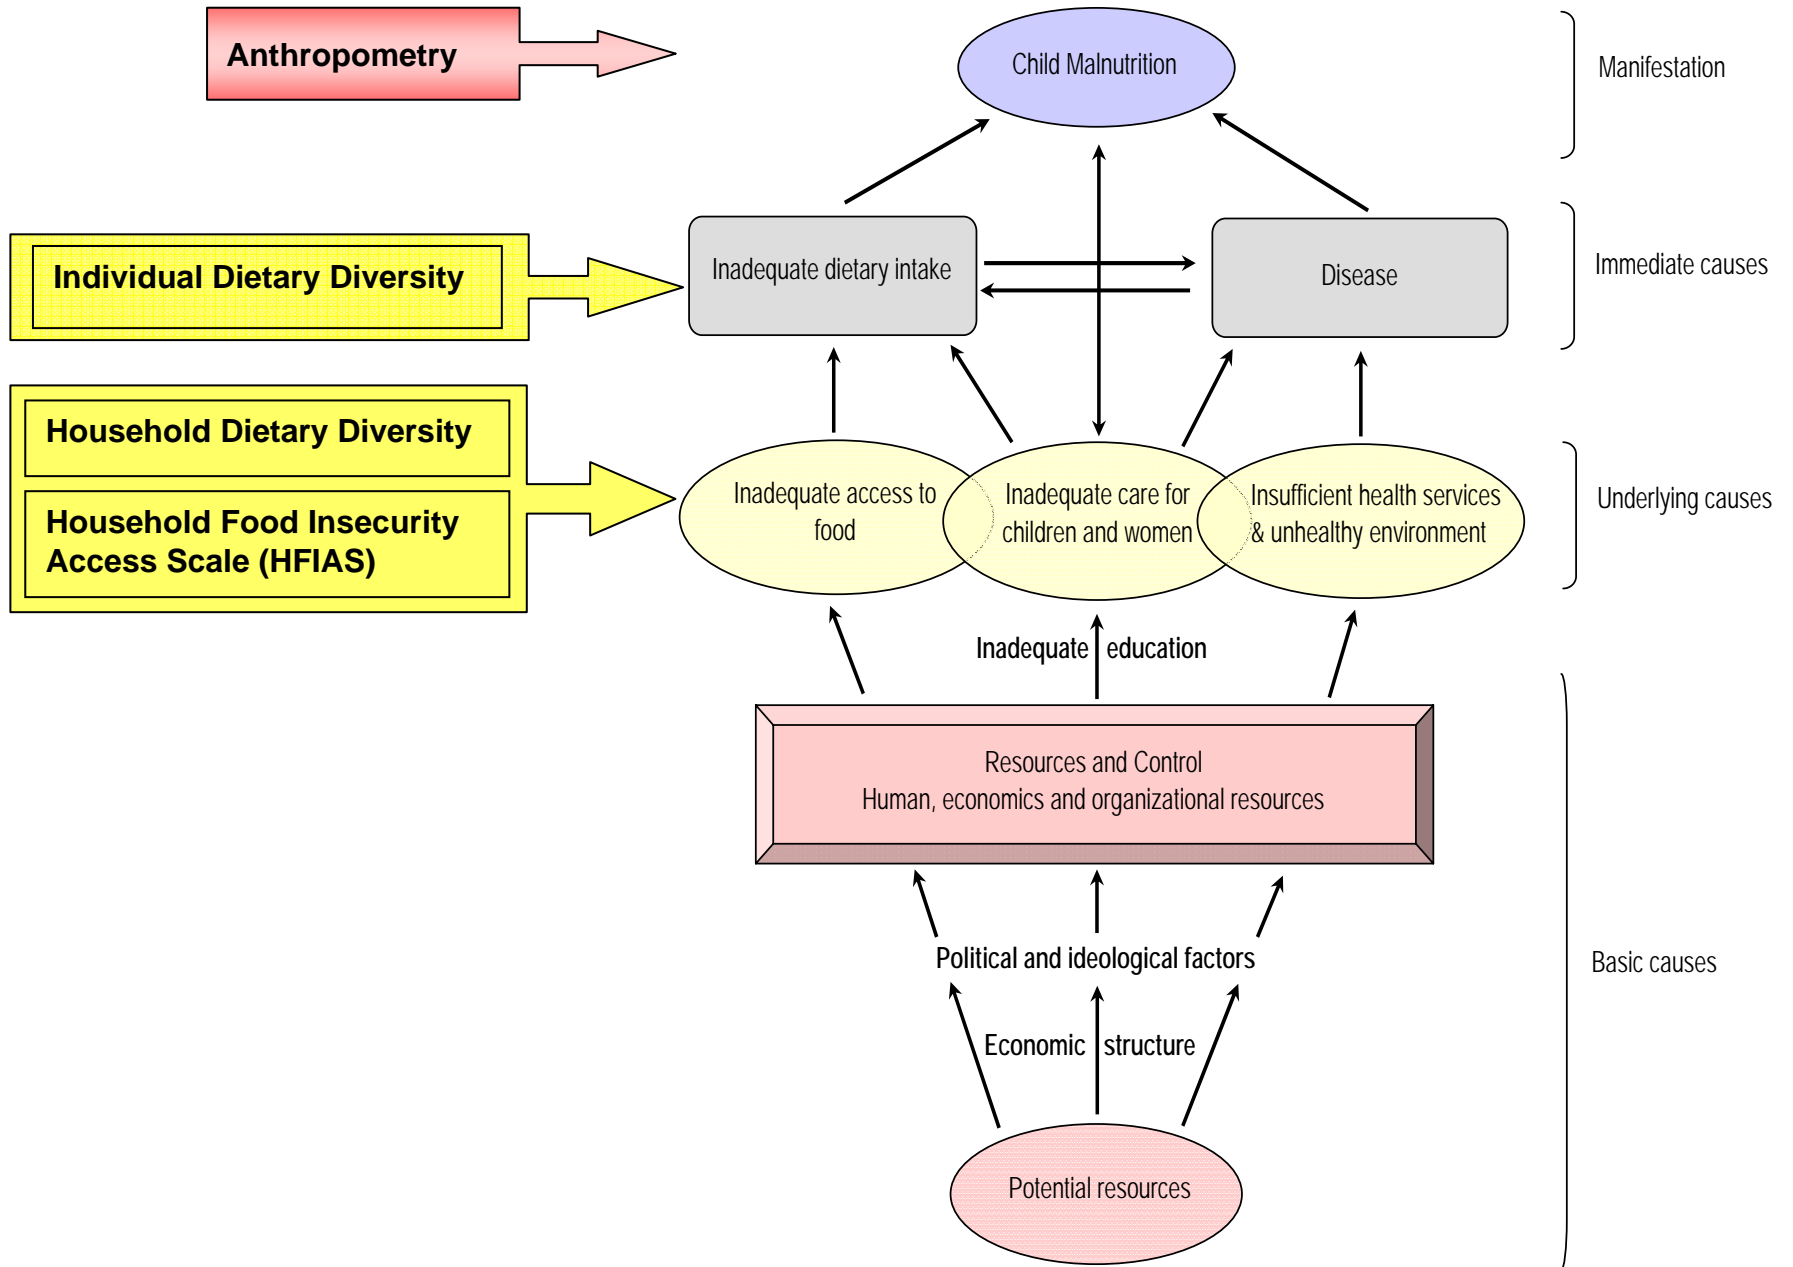 Anthropometry
Child Malnutrition
Manifestation
Individual Dietary Diversity
Inadequate dietary intake
Disease
Immediate causes
Household Dietary Diversity
Household Food Insecurity
Access Scale (HFIAS)
Inadequate access to
food
Inadequate care for
children and women
Insufficient health services
& unhealthy environment
Underlying causes
Inadequate education
Resources and Control
Human, economics and organizational resources
Political and ideological factors
Basic causes
Economic structure
Potential resources